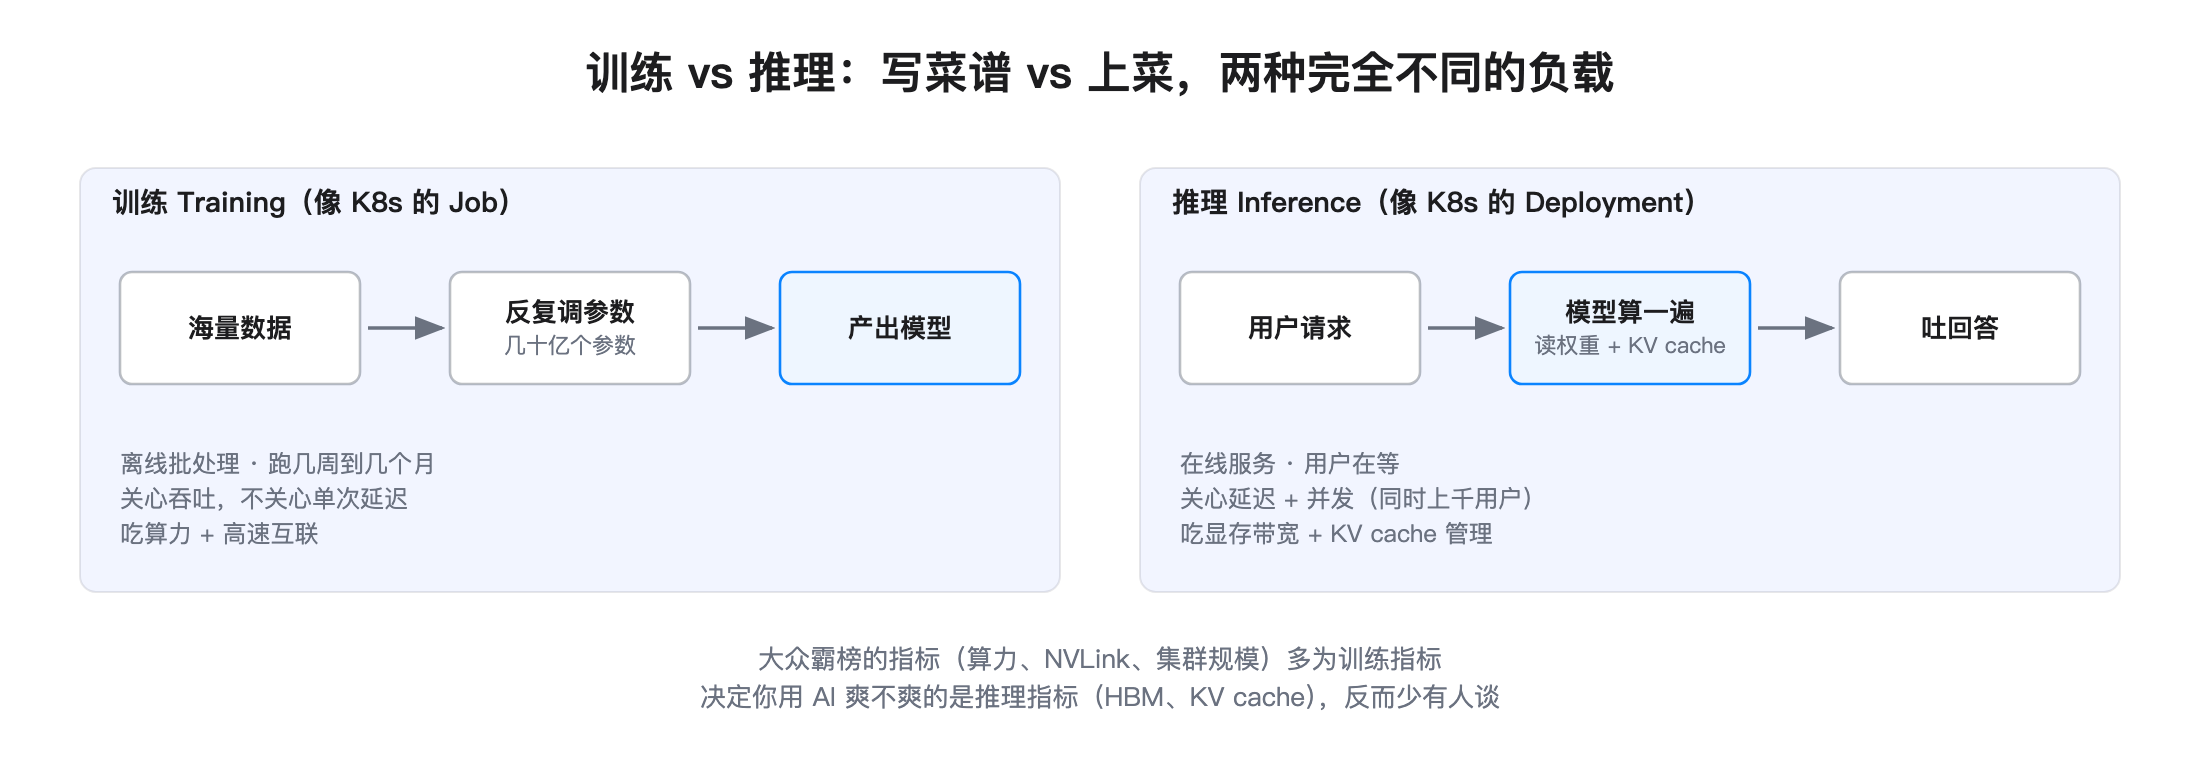 训练 vs 推理：写菜谱 vs 上菜，两种完全不同的负载
训练 Training（像 K8s 的 Job）
海量数据
反复调参数
几十亿个参数
产出模型
离线批处理 · 跑几周到几个月
关心吞吐，不关心单次延迟
吃算力 + 高速互联
推理 Inference（像 K8s 的 Deployment）
用户请求
模型算一遍
读权重 + KV cache
吐回答
在线服务 · 用户在等
关心延迟 + 并发（同时上千用户）
吃显存带宽 + KV cache 管理
大众霸榜的指标（算力、NVLink、集群规模）多为训练指标
决定你用 AI 爽不爽的是推理指标（HBM、KV cache），反而少有人谈